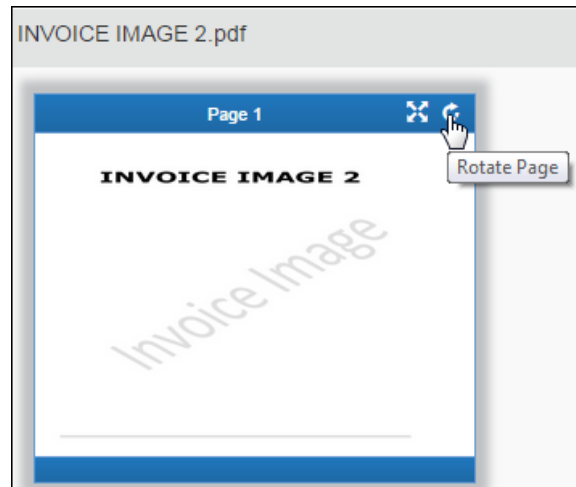 INVOICE IMAGE 2.pdf
Page 1
Rotate Page
INVOICE IMAGE 2
Invoice Image